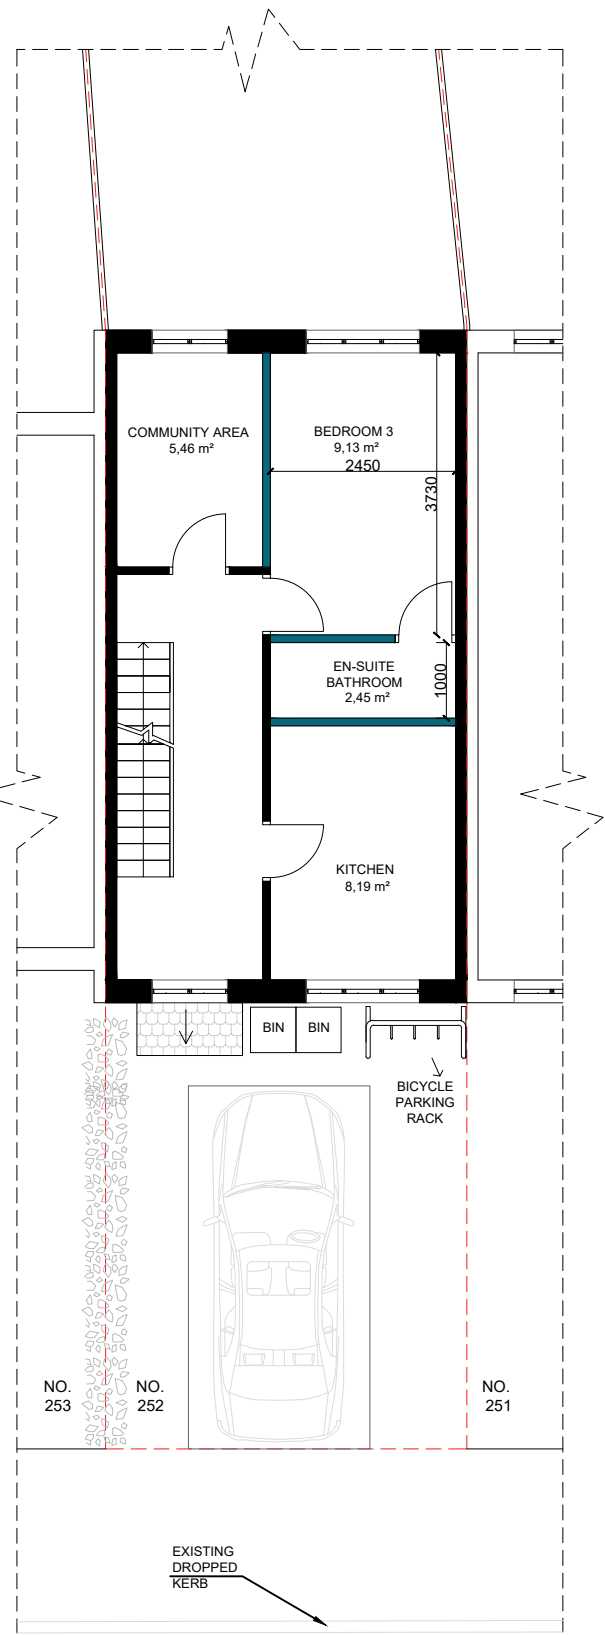 COMMUNITY AREA
5,46 m²
BEDROOM 3
9,13 m²
2450
3730
EN-SUITE
BATHROOM
2,45 m²
1000
KITCHEN
8,19 m²
BIN
BIN
BICYCLE
PARKING
RACK
NO.
253
NO.
252
NO.
251
EXISTING
DROPPED
KERB